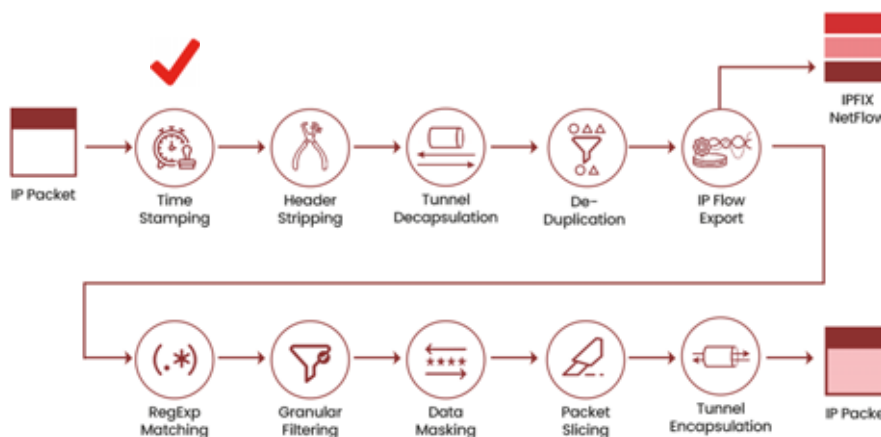 IPFIX
NetFlow
IP Packet
Time
Stamping
Header
Stripping
Tunnel
Decapsulation
De-
Duplication
IP Flow
Export
(.*)
RegExp
Matching
Granular
Filtering
****
Data
Masking
Packet
Slicing
Tunnel
Encapsulation
IP Packet